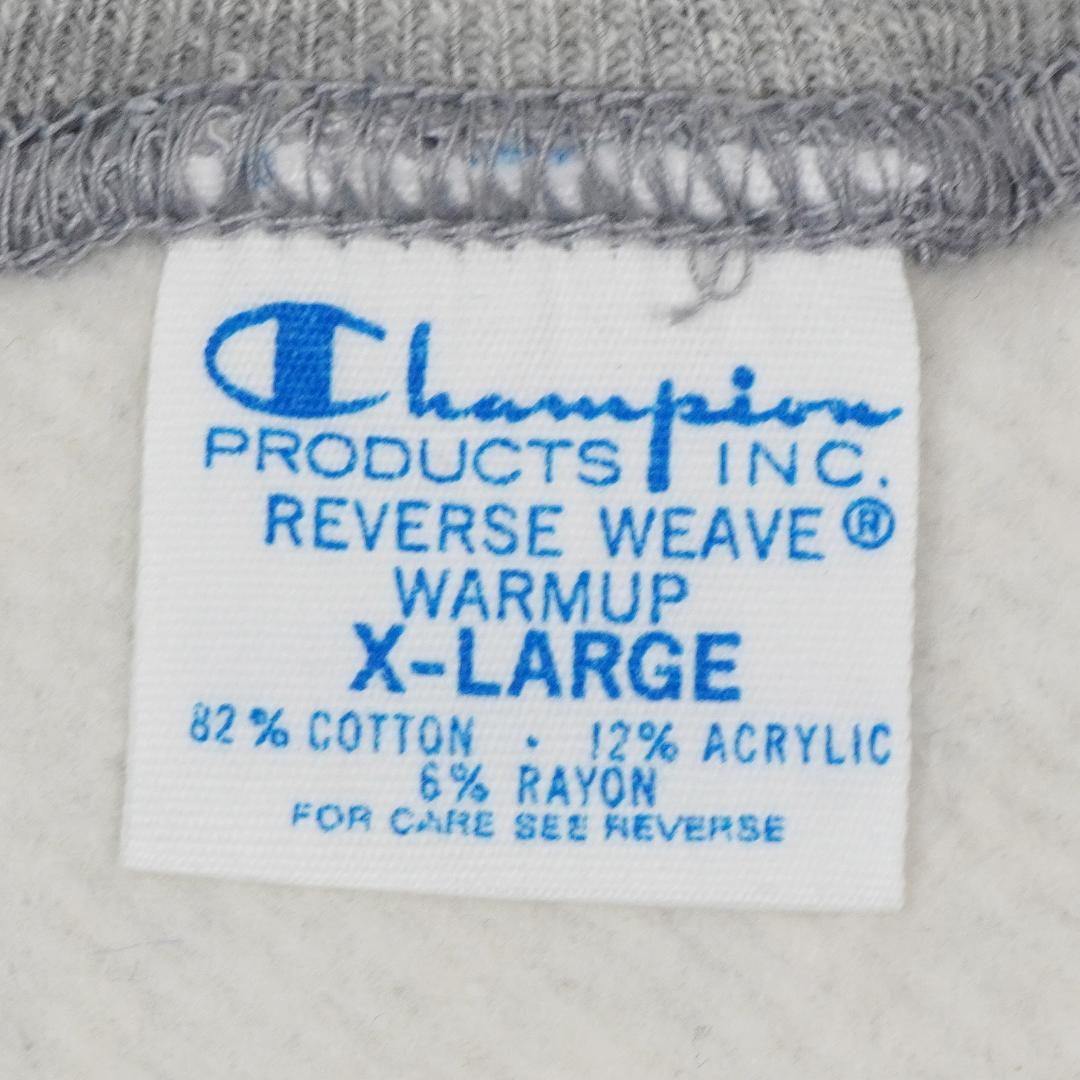 Champion
PRODUCTS INC.
REVERSE WEAVE ®
WARMUP
X-LARGE
82% COTTON · 12% ACRYLIC
6% RAYON
FOR CARE SEE REVERSE